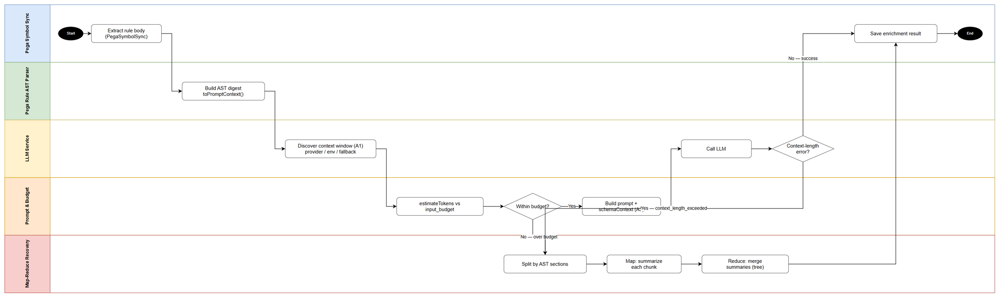 Pega Symbol Sync
Start
Extract rule body
(PegaSymbolSync)
Save enrichment result
End
No — success
Pega Rule AST Parser
Build AST digest
toPromptContext()
LLM Service
Discover context window (A1)
provider / env / fallback
Call LLM
Context-length
error?
Prompt & Budget
estimateTokens vs
input_budget
Within budget?
Yes
Build prompt +
schemaContext
Yes — context_length_exceeded
No — over budget
Map-Reduce Recovery
Split by AST sections
Map: summarize
each chunk
Reduce: merge
summaries (tree)